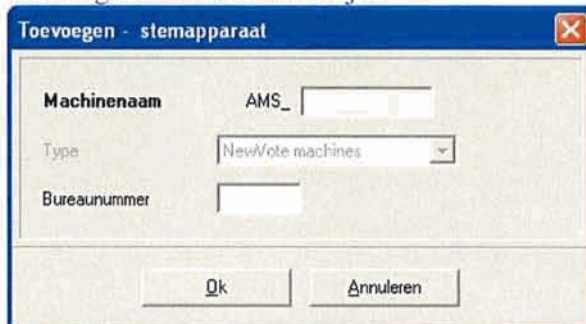 Toevoegen - stemapparaat
Machinenaam AMS_
Type NewVote machines
Bureaunummer
Ok Annuleren